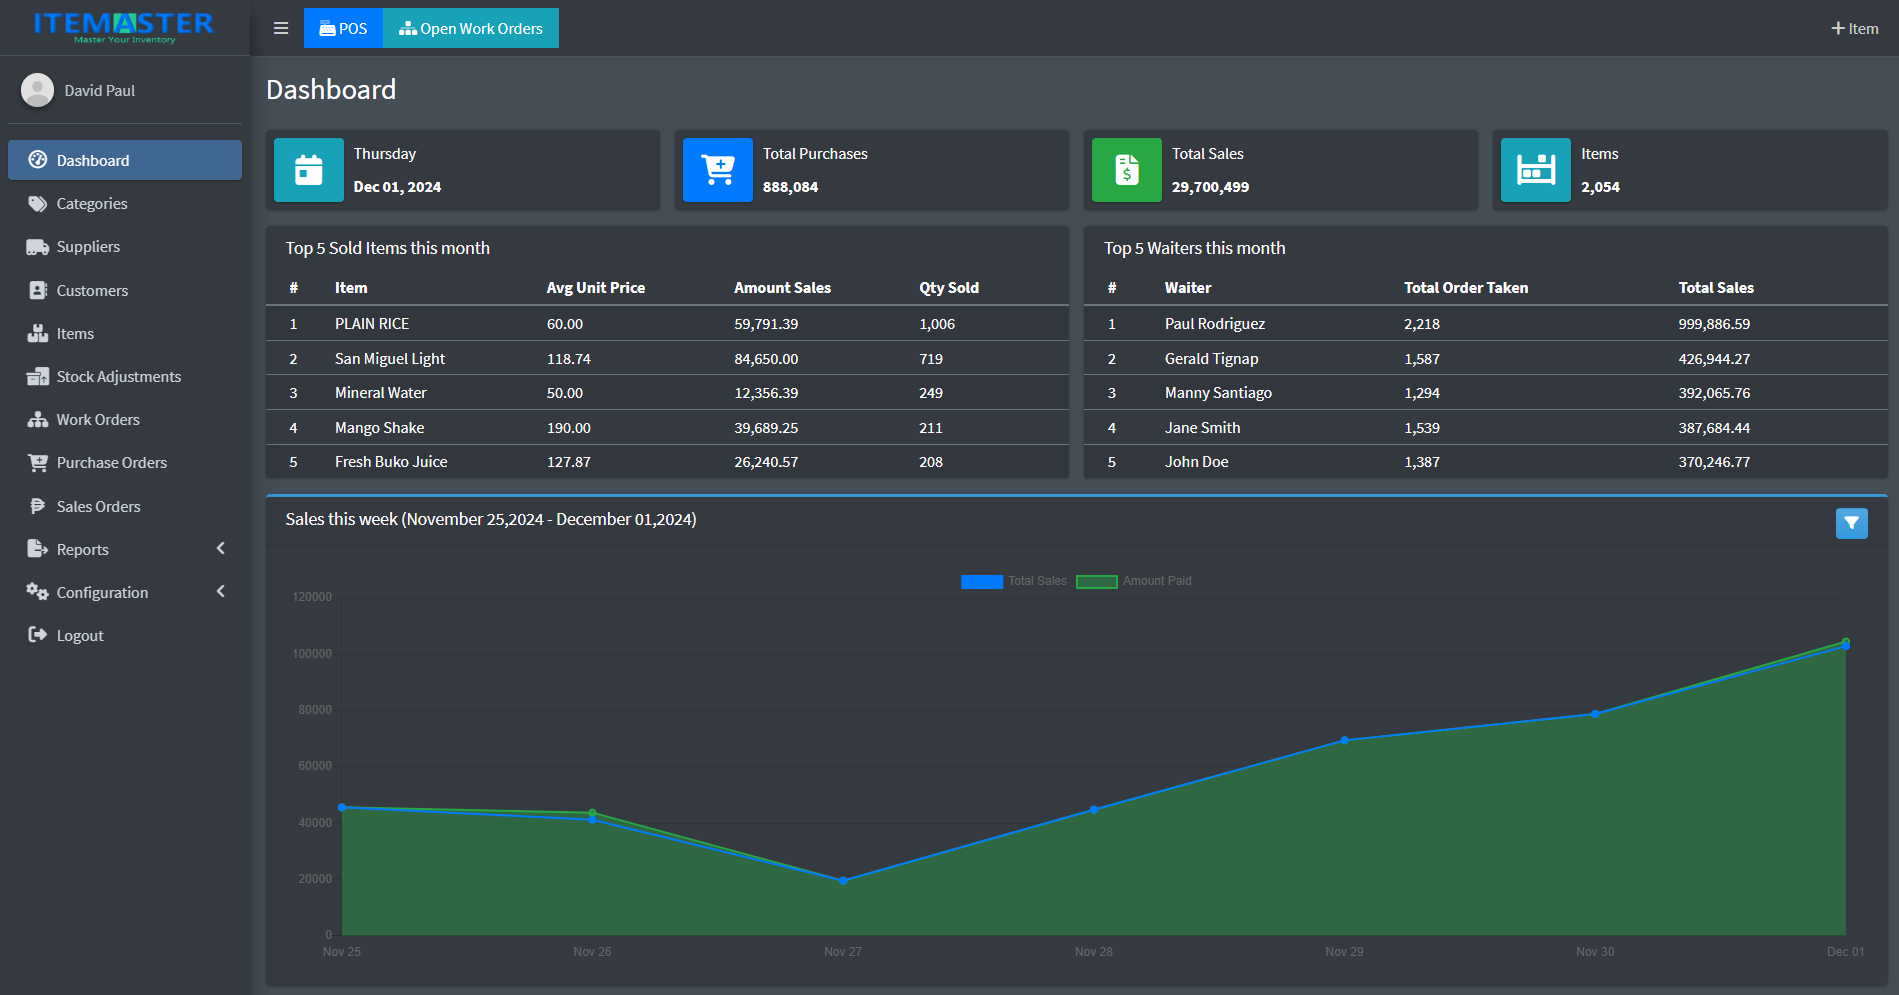 ITEMASTER
Master Your Inventory
POS
Open Work Orders
Item
David Paul
Dashboard
Categories
Suppliers
Customers
Items
Stock Adjustments
Work Orders
Purchase Orders
Sales Orders
Reports
Configuration
Logout
Dashboard
Thursday
Dec 01, 2024
Total Purchases
888,084
Total Sales
29,700,499
Items
2,054
Top 5 Sold Items this month
# Item Avg Unit Price Amount Sales Qty Sold
1 PLAIN RICE 60.00 59,791.39 1,006
2 San Miguel Light 118.74 84,650.00 719
3 Mineral Water 50.00 12,356.39 249
4 Mango Shake 190.00 39,689.25 211
5 Fresh Buko Juice 127.87 26,240.57 208
Top 5 Waiters this month
# Waiter Total Order Taken Total Sales
1 Paul Rodriguez 2,218 999,886.59
2 Gerald Tignap 1,587 426,944.27
3 Manny Santiago 1,294 392,065.76
4 Jane Smith 1,539 387,684.44
5 John Doe 1,387 370,246.77
Sales this week (November 25,2024 - December 01,2024)
Total Sales Amount Paid
120000
100000
80000
60000
40000
20000
0
Nov 25 Nov 26 Nov 27 Nov 28 Nov 29 Nov 30 Dec 01